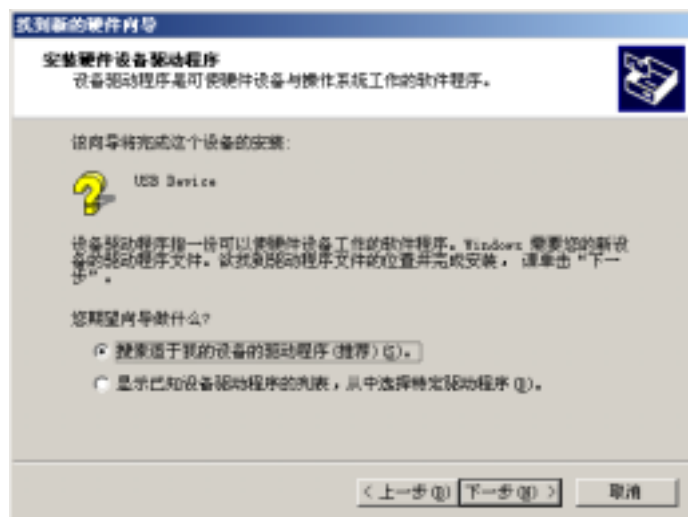 找到新的硬件向导
安装硬件设备驱动程序
设备驱动程序是可使硬件设备与操作系统工作的软件程序。
该向导将完成这个设备的安装:
USB Device
设备驱动程序指一份可以使硬件设备工作的软件程序。Windows 需要您的新设
备的驱动程序文件。欲找到驱动程序文件的位置并完成安装，请单击“下一
步”。
您期望向导做什么?
搜索适于我的设备的驱动程序(推荐)(S)。
显示已知设备驱动程序的列表，从中选择特定驱动程序(D)。
< 上一步(B) 下一步(N) > 取消